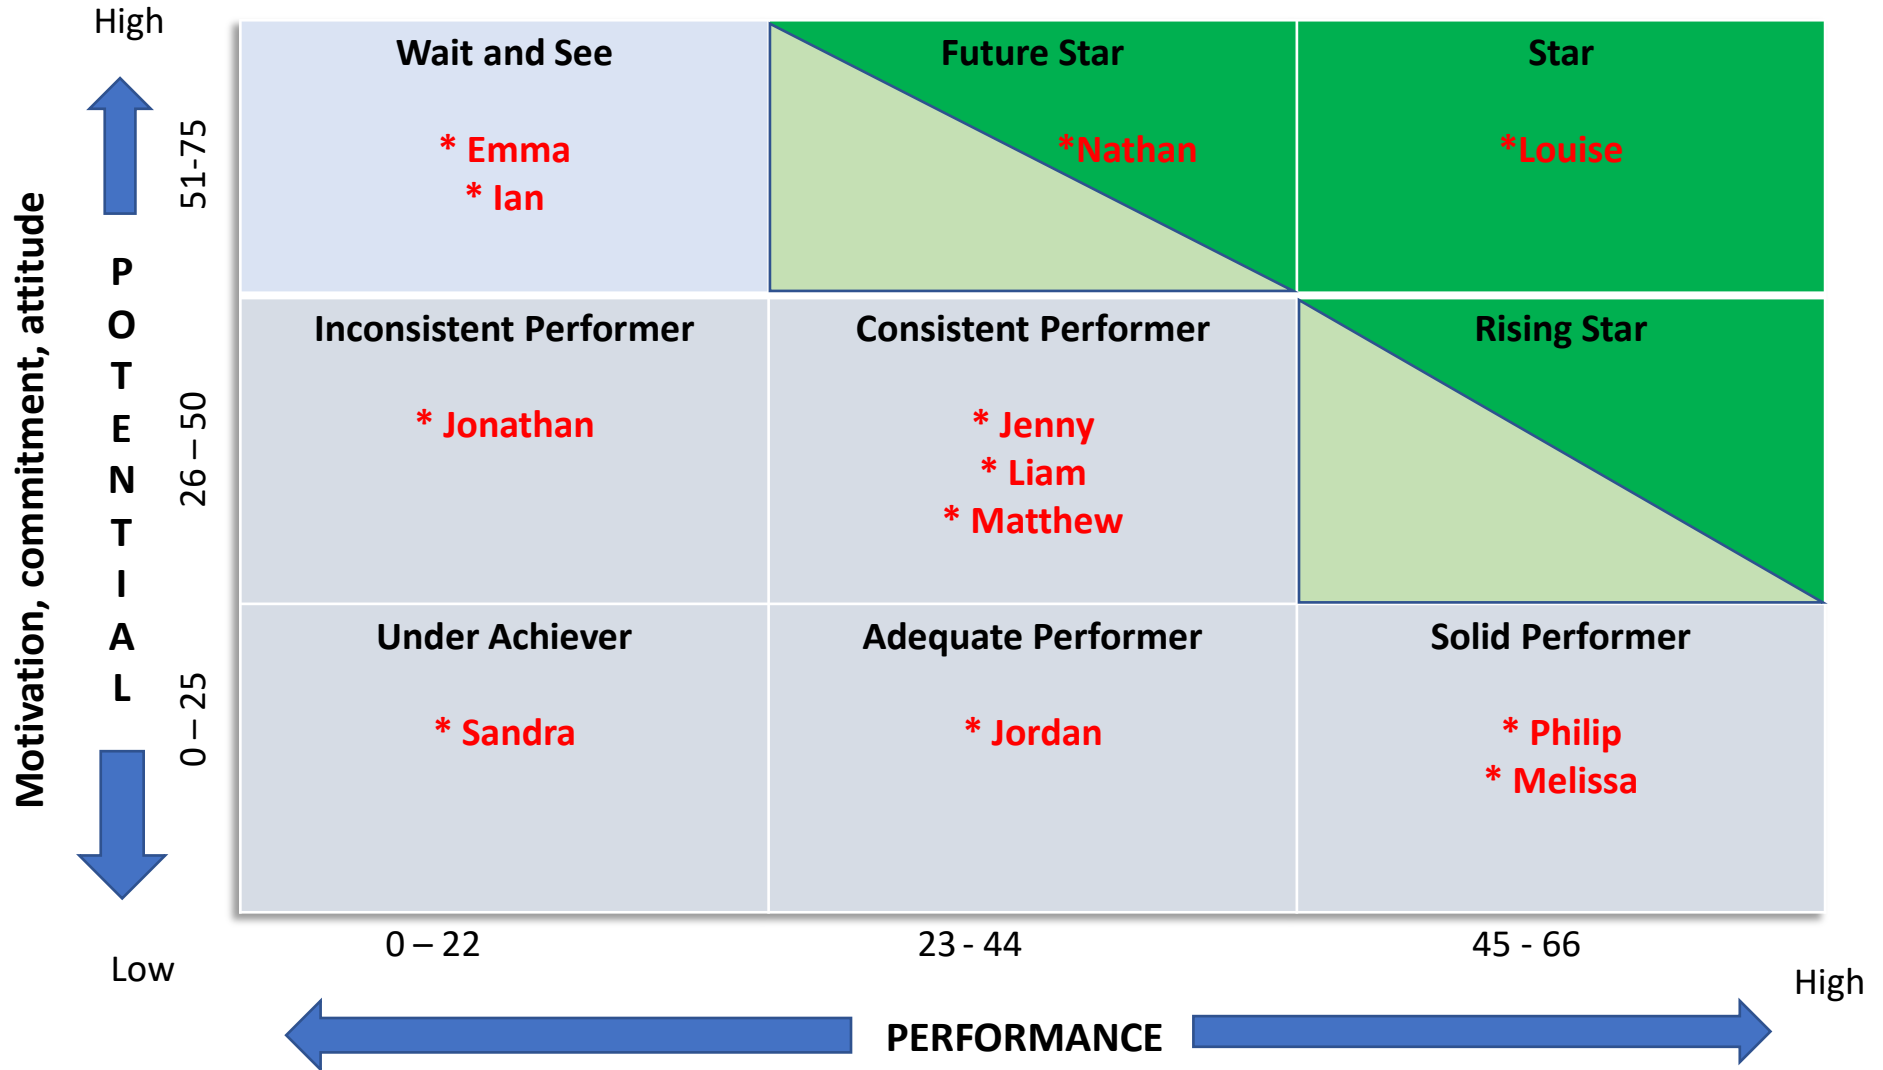 High
Wait and See
Future Star
Star
* Emma
*Nathan
*Louise
* Ian
51-75
Motivation, commitment, attitude
POTENTIAL
Inconsistent Performer
Consistent Performer
Rising Star
* Jonathan
* Jenny
* Liam
* Matthew
26 – 50
Under Achiever
Adequate Performer
Solid Performer
* Sandra
* Jordan
* Philip
* Melissa
0 – 25
0 – 22
23 - 44
45 - 66
Low
High
PERFORMANCE